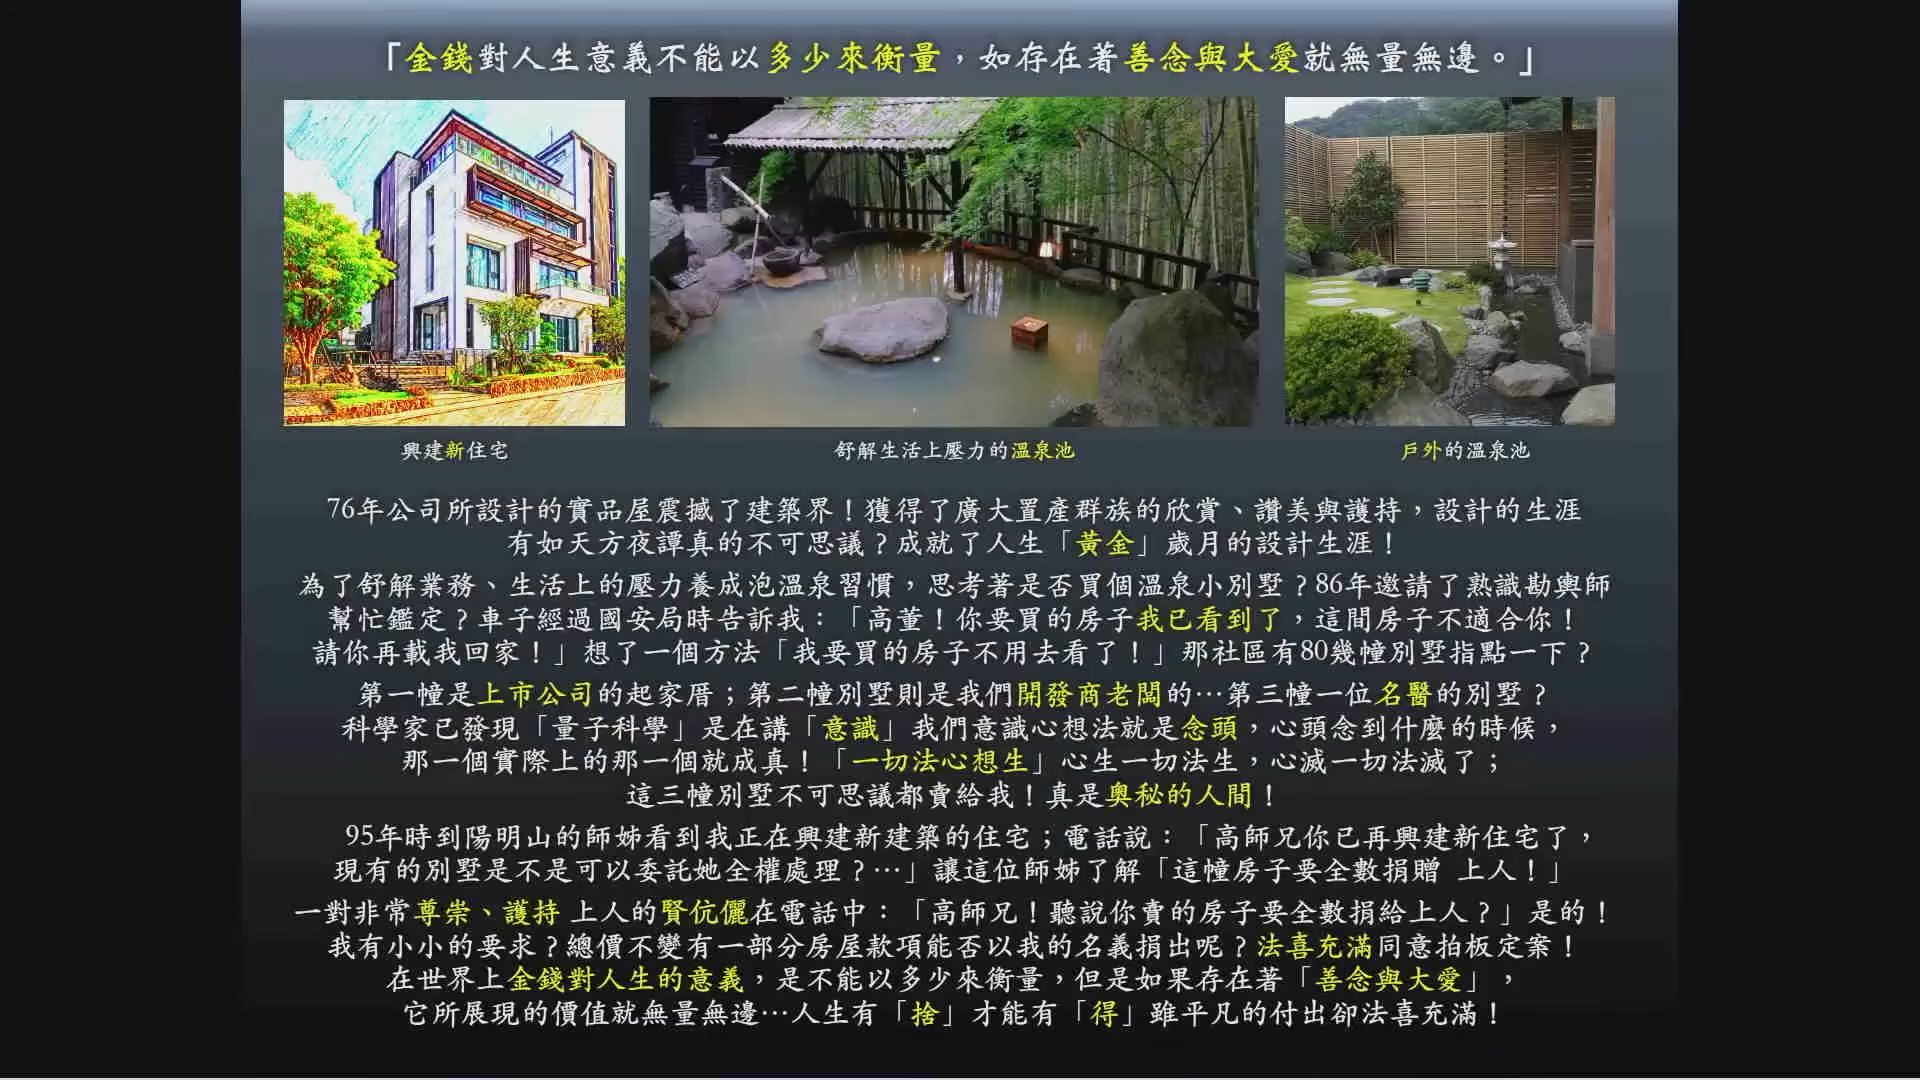 「金錢對人生意義不能以多少來衡量，如存在著善念與大愛就無量無邊。」
興建新住宅
舒解生活上壓力的溫泉池
戶外的溫泉池
76年公司所設計的實品屋震撼了建築界！獲得了廣大置產群族的欣賞、讚美與護持，設計的生涯
有如天方夜譚真的不可思議？成就了人生「黃金」歲月的設計生涯！
為了舒解業務、生活上的壓力養成泡溫泉習慣，思考著是否買個溫泉小別墅？86年邀請了熟識勘輿師
幫忙鑑定？車子經過國安局時告訴我：「高董！你要買的房子我已看到了，這間房子不適合你！
請你再載我回家！」想了一個方法「我要買的房子不用去看了！」那社區有80幾幢別墅指點一下？
第一幢是上市公司的起家厝；第二幢別墅則是我們開發商老闆的…第三幢一位名醫的別墅？
科學家已發現「量子科學」是在講「意識」我們意識心想法就是念頭，心頭念到什麼的時候，
那一個實際上的那一個就成真！「一切法心想生」心生一切法生，心滅一切法滅了；
這三幢別墅不可思議都賣給我！真是奧秘的人間！
95年時到陽明山的師姊看到我正在興建新建築的住宅；電話說：「高師兄你已再興建新住宅了，
現有的別墅是不是可以委託她全權處理？…」讓這位師姊了解「這幢房子要全數捐贈 上人！」
一對非常尊崇、護持 上人的賢伉儷在電話中：「高師兄！聽說你賣的房子要全數捐給上人？」是的！
我有小小的要求？總價不變有一部分房屋款項能否以我的名義捐出呢？法喜充滿同意拍板定案！
在世界上金錢對人生的意義，是不能以多少來衡量，但是如果存在著「善念與大愛」，
它所展現的價值就無量無邊…人生有「捨」才能有「得」雖平凡的付出卻法喜充滿！